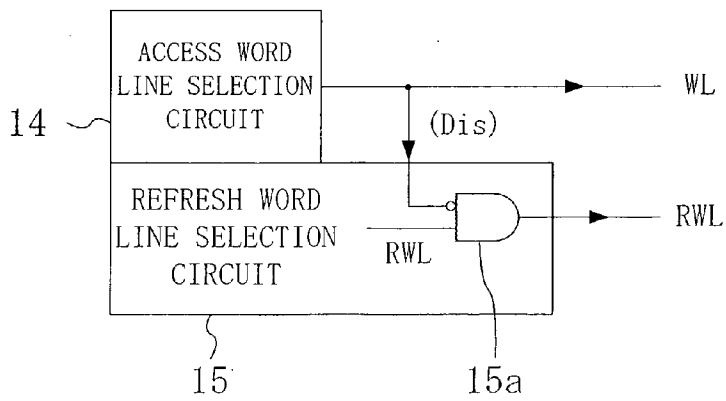 ACCESS WORD
LINE SELECTION
CIRCUIT
WL
14
(Dis)
REFRESH WORD
LINE SELECTION
CIRCUIT
RWL
RWL
15
15a